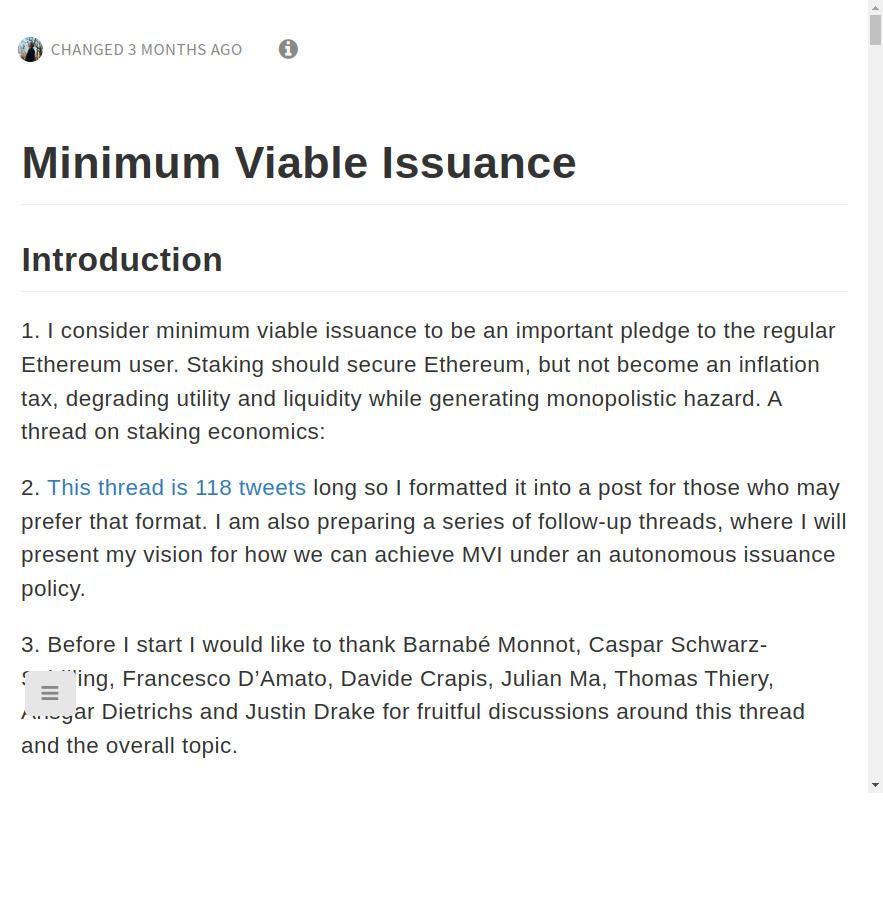 CHANGED 3 MONTHS AGO
Minimum Viable Issuance
Introduction
1. I consider minimum viable issuance to be an important pledge to the regular
Ethereum user. Staking should secure Ethereum, but not become an inflation
tax, degrading utility and liquidity while generating monopolistic hazard. A
thread on staking economics:
2. This thread is 118 tweets long so I formatted it into a post for those who may
prefer that format. I am also preparing a series of follow-up threads, where I will
present my vision for how we can achieve MVI under an autonomous issuance
policy.
3. Before I start I would like to thank Barnabé Monnot, Caspar Schwarz-
Francesco D’Amato, Davide Crapis, Julian Ma, Thomas Thiery,
Dietrichs and Justin Drake for fruitful discussions around this thread
and the overall topic.